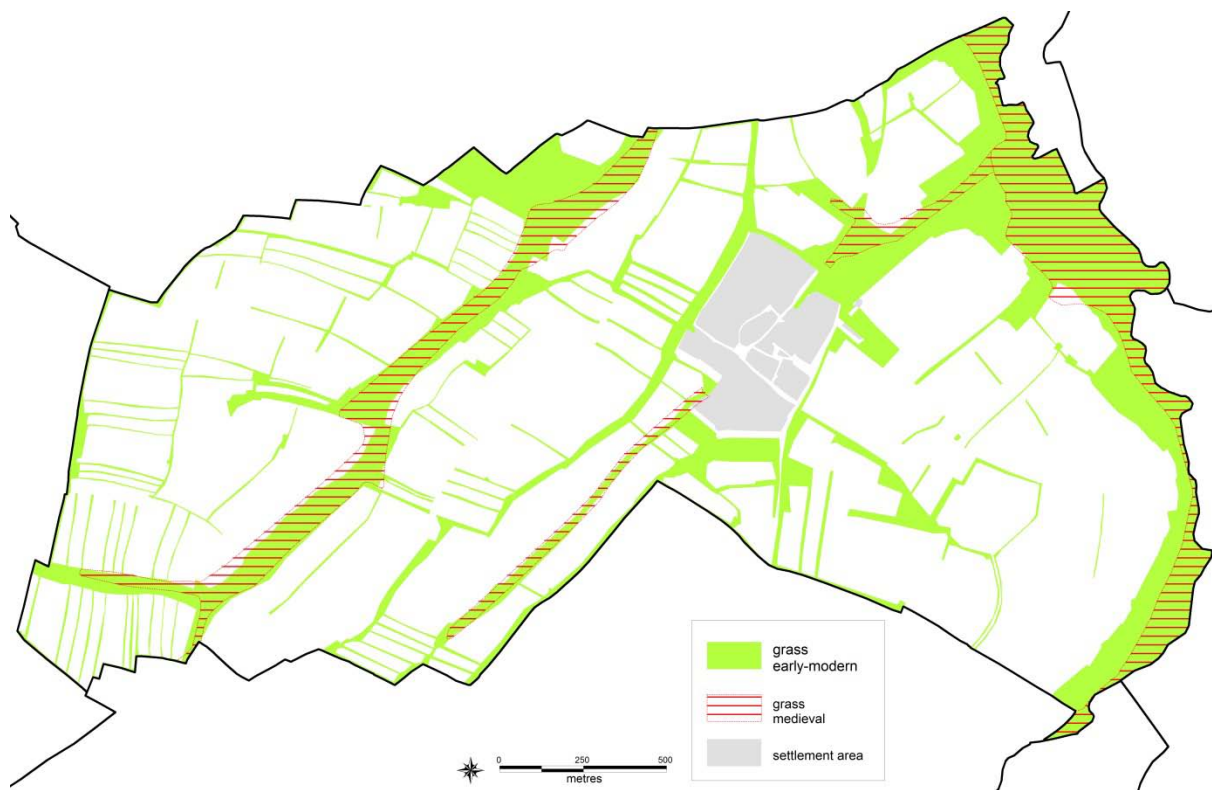 grass
early-modern
grass
medieval
settlement area
0 250 500
metres